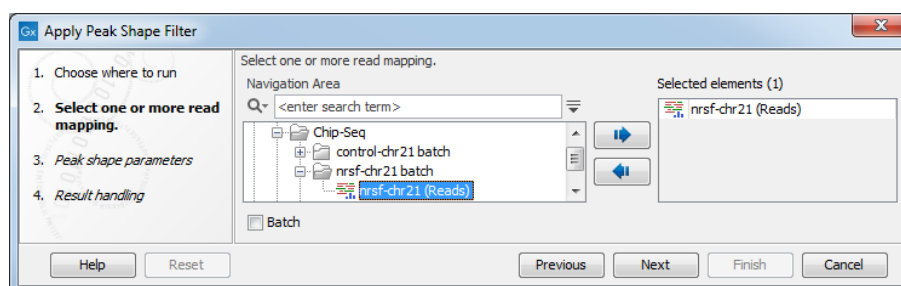 Gx Apply Peak Shape Filter
1. Choose where to run
2. Select one or more read
mapping.
3. Peak shape parameters
4. Result handling
Select one or more read mapping.
Navigation Area
<enter search term>
Chip-Seq
control-chr21 batch
nrsf-chr21 batch
nrsf-chr21 (Reads)
Batch
Selected elements (1)
nrsf-chr21 (Reads)
Help Reset Previous Next Finish Cancel